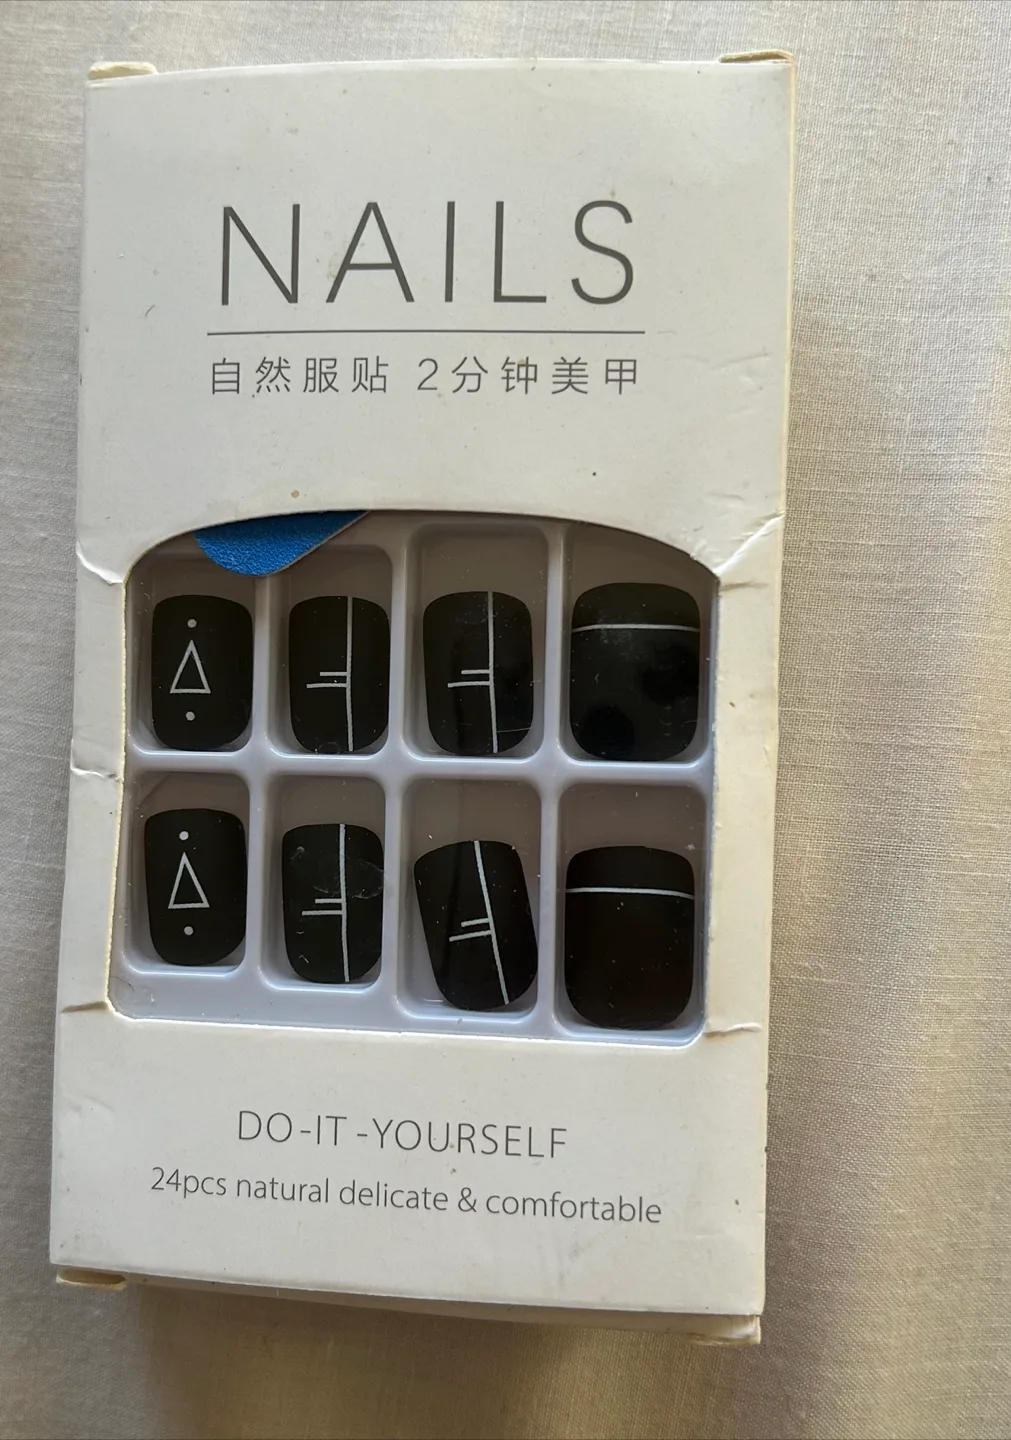 NAILS
自然服贴 2分钟美甲
DO-IT-YOURSELF
24pcs natural delicate & comfortable